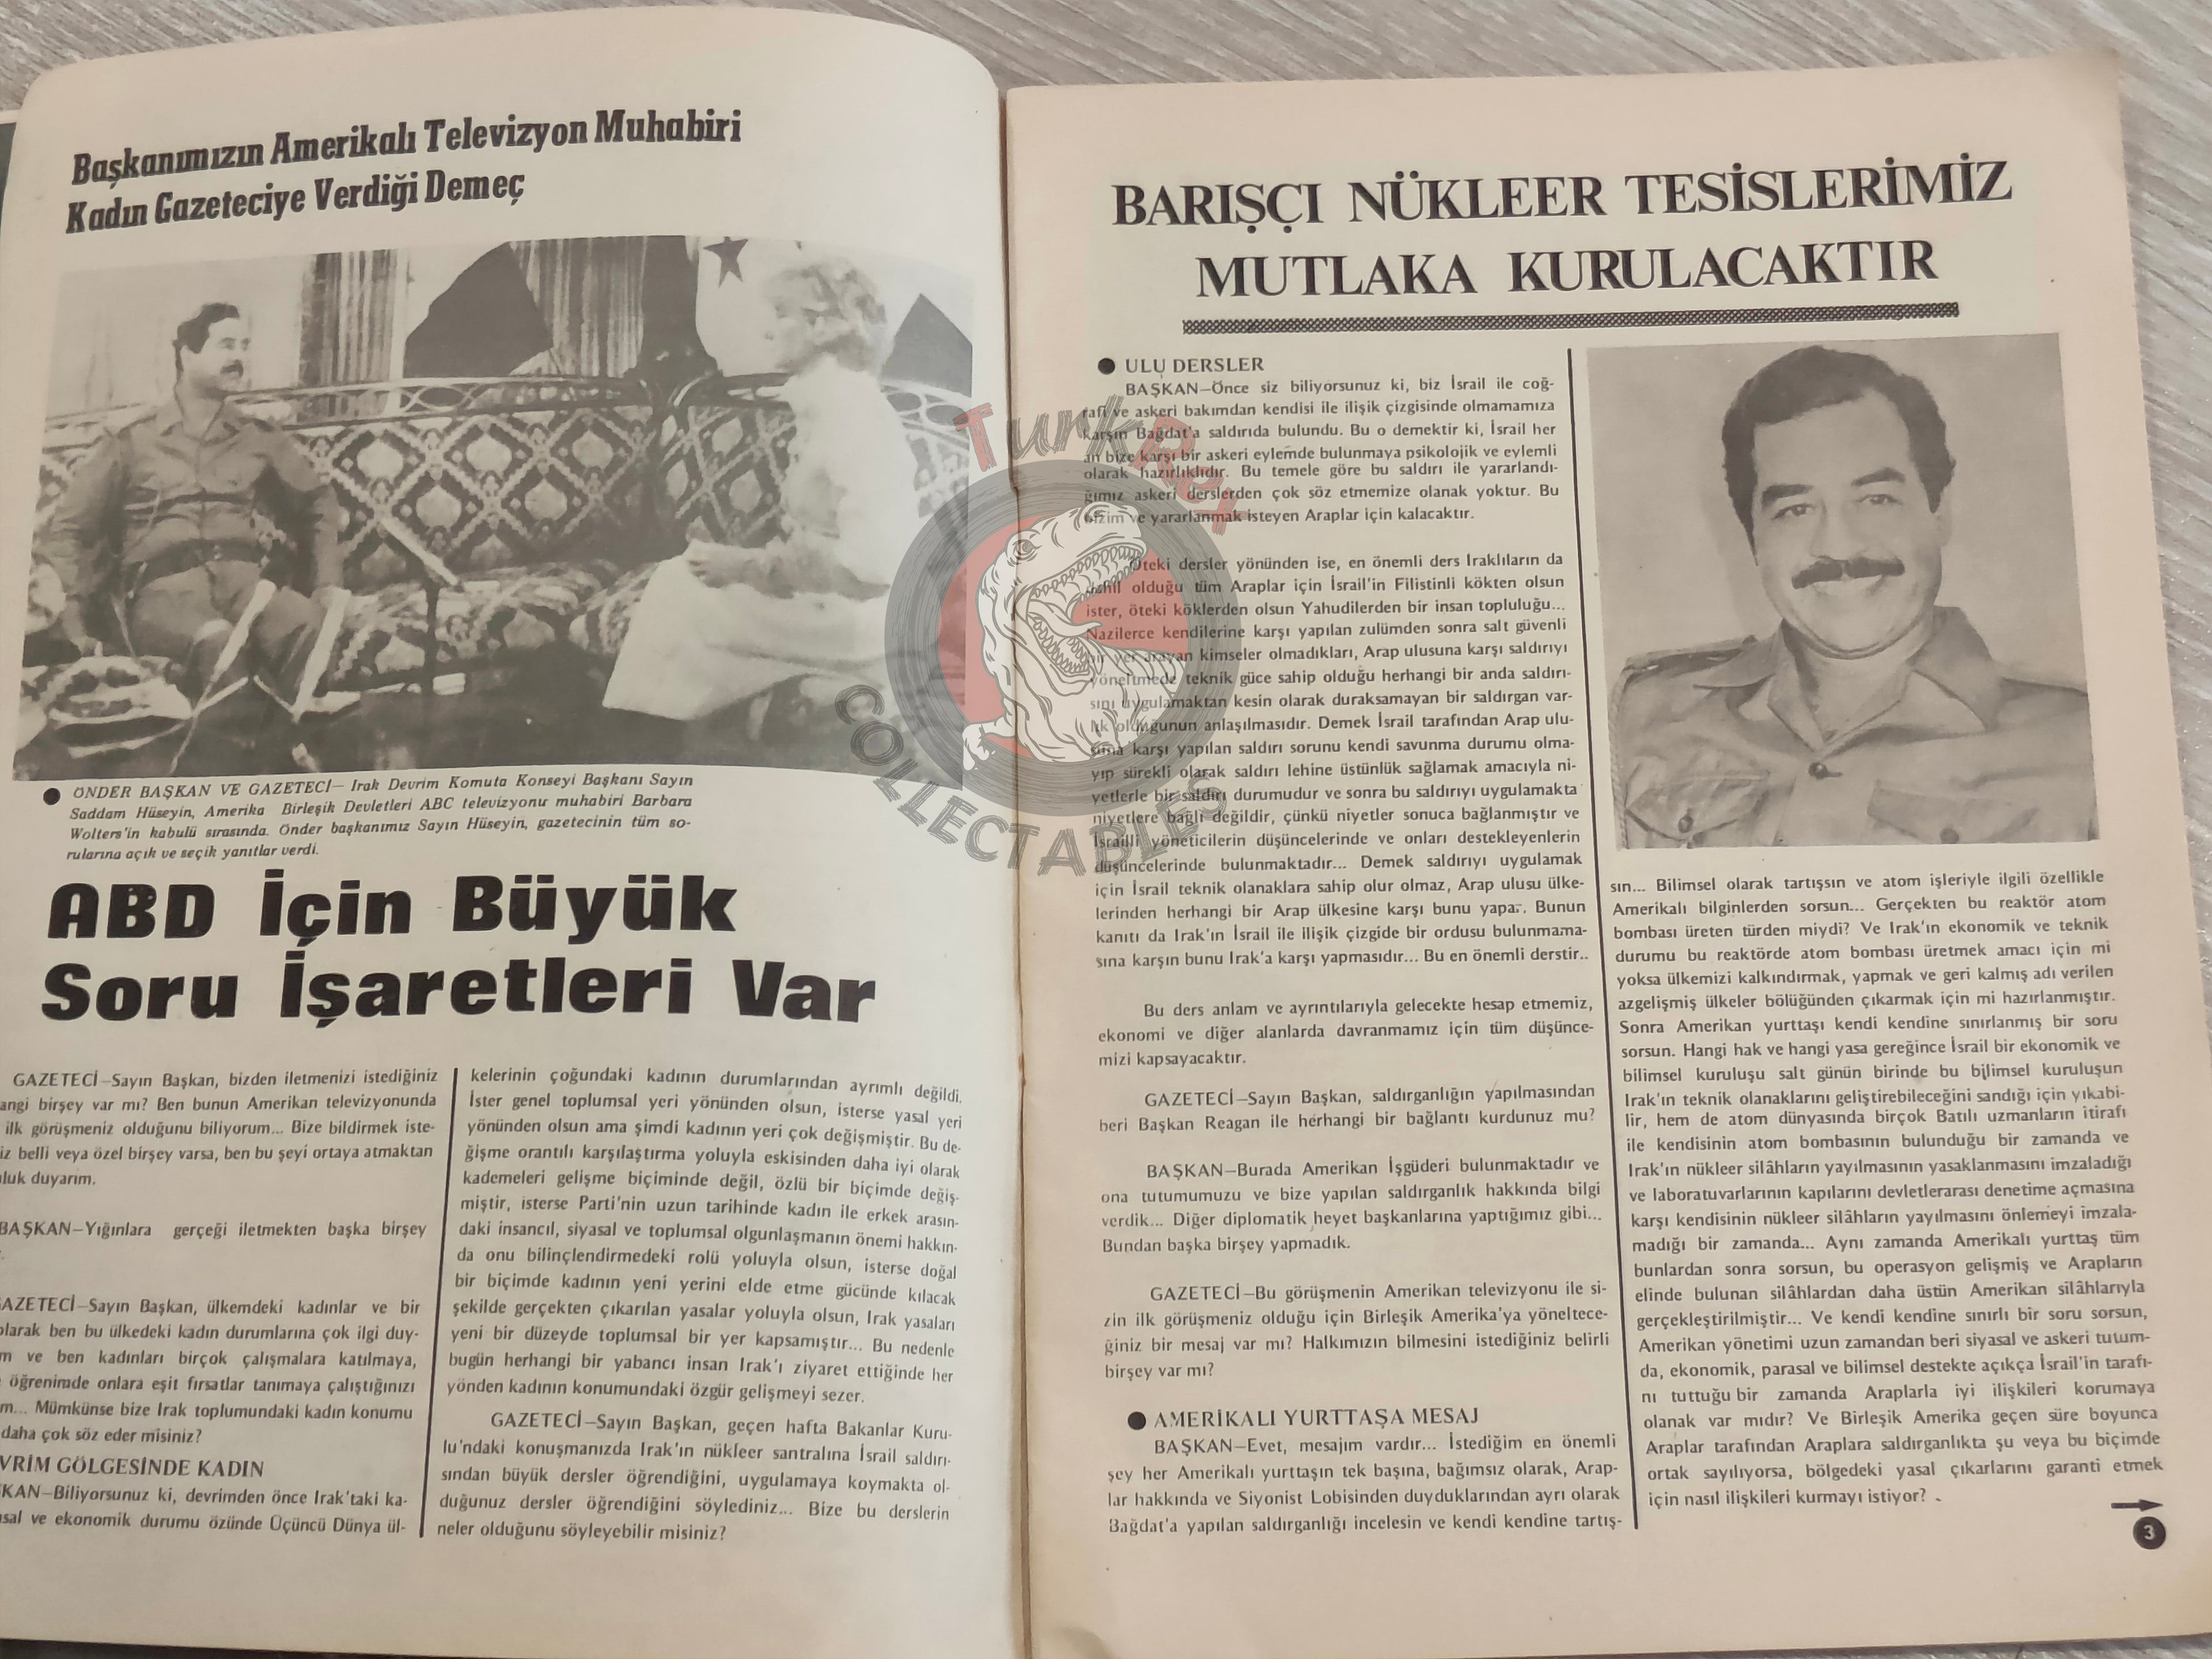 Başkanımızın Amerikalı Televizyon Muhabiri
Kadın Gazeteciye Verdiği Demeç
● ÖNDER BAŞKAN VE GAZETECİ— Irak Devrim Komuta Konseyi Başkanı Sayın
Saddam Hüseyin, Amerika Birleşik Devletleri ABC televizyonu muhabiri Barbara
Wolters'in kabulü sırasında. Önder başkanımız Sayın Hüseyin, gazetecinin tüm so-
rularına açık ve seçik yanıtlar verdi.
ABD İçin Büyük
Soru İşaretleri Var
GAZETECİ—Sayın Başkan, bizden iletmenizi istediğiniz
angi birşey var mı? Ben bunun Amerikan televizyonunda
ilk görüşmeniz olduğunu biliyorum... Bize bildirmek iste-
iz belli veya özel birşey varsa, ben bu şeyi ortaya atmaktan
luk duyarım.
BAŞKAN—Yığınlara gerçeği iletmekten başka birşey
GAZETECİ—Sayın Başkan, ülkemdeki kadınlar ve bir
olarak ben bu ülkedeki kadın durumlarına çok ilgi duy-
m ve ben kadınları birçok çalışmalara katılmaya,
öğrenimde onlara eşit fırsatlar tanımaya çalıştığınızı
m... Mümkünse bize Irak toplumundaki kadın konumu
daha çok söz eder misiniz?
VRİM GÖLGESİNDE KADIN
KAN—Biliyorsunuz ki, devrimden önce Irak'taki ka-
sal ve ekonomik durumu özünde Üçüncü Dünya ül-
kelerinin çoğundaki kadının durumlarından ayrımlı değildi.
İster genel toplumsal yeri yönünden olsun, isterse yasal yeri
yönünden olsun ama şimdi kadının yeri çok değişmiştir. Bu de-
ğişme orantılı karşılaştırma yoluyla eskisinden daha iyi olarak
kademeleri gelişme biçiminde değil, özlü bir biçimde değiş-
miştir, isterse Parti'nin uzun tarihinde kadın ile erkek arasın-
daki insancıl, siyasal ve toplumsal olgunlaşmanın önemi hakkın-
da onu bilinçlendirmedeki rolü yoluyla olsun, isterse doğal
bir biçimde kadının yeni yerini elde etme gücünde kılacak
şekilde gerçekten çıkarılan yasalar yoluyla olsun, Irak yasaları
yeni bir düzeyde toplumsal bir yer kapsamıştır... Bu nedenle
bugün herhangi bir yabancı insan Irak'ı ziyaret ettiğinde her
yönden kadının konumundaki özgür gelişmeyi sezer.
GAZETECİ—Sayın Başkan, geçen hafta Bakanlar Kuru-
lu'ndaki konuşmanızda Irak'ın nükleer santralına İsrail saldırı-
sından büyük dersler öğrendiğini, uygulamaya koymakta ol-
duğunuz dersler öğrendiğini söylediniz... Bize bu derslerin
neler olduğunu söyleyebilir misiniz?
BARIŞÇI NÜKLEER TESİSLERİMİZ
MUTLAKA KURULACAKTIR
● ULU DERSLER
BAŞKAN—Önce siz biliyorsunuz ki, biz İsrail ile coğ-
rafi ve askeri bakımdan kendisi ile ilişik çizgisinde olmamamıza
karşın Bağdat'a saldırıda bulundu. Bu o demektir ki, İsrail her
an bize karşı bir askeri eylemde bulunmaya psikolojik ve eylemli
olarak hazırlıklıdır. Bu temele göre bu saldırı ile yararlandı-
ğımız askeri derslerden çok söz etmemize olanak yoktur. Bu
bizim ve yararlanmak isteyen Araplar için kalacaktır.
Öteki dersler yönünden ise, en önemli ders Iraklıların da
dahil olduğu tüm Araplar için İsrail'in Filistinli kökten olsun
ister, öteki köklerden olsun Yahudilerden bir insan topluluğu...
Nazilerce kendilerine karşı yapılan zulümden sonra salt güvenli
bir yer arayan kimseler olmadıkları, Arap ulusuna karşı saldırıyı
yöneltmede teknik güce sahip olduğu herhangi bir anda saldırı-
sını uygulamaktan kesin olarak duraksamayan bir saldırgan var-
lık olduğunun anlaşılmasıdır. Demek İsrail tarafından Arap ulu-
suna karşı yapılan saldırı sorunu kendi savunma durumu olma-
yıp sürekli olarak saldırı lehine üstünlük sağlamak amacıyla ni-
yetlerle bir saldırı durumudur ve sonra bu saldırıyı uygulamakta
niyetlere bağlı değildir, çünkü niyetler sonuca bağlanmıştır ve
İsrailli yöneticilerin düşüncelerinde ve onları destekleyenlerin
düşüncelerinde bulunmaktadır... Demek saldırıyı uygulamak
için İsrail teknik olanaklara sahip olur olmaz, Arap ulusu ülke-
lerinden herhangi bir Arap ülkesine karşı bunu yapar. Bunun
kanıtı da Irak'ın İsrail ile ilişik çizgide bir ordusu bulunmama-
sına karşın bunu Irak'a karşı yapmasıdır... Bu en önemli derstir..
Bu ders anlam ve ayrıntılarıyla gelecekte hesap etmemiz,
ekonomi ve diğer alanlarda davranmamız için tüm düşünce-
mizi kapsayacaktır.
GAZETECİ—Sayın Başkan, saldırganlığın yapılmasından
beri Başkan Reagan ile herhangi bir bağlantı kurdunuz mu?
BAŞKAN—Burada Amerikan İşgüderi bulunmaktadır ve
ona tutumumuzu ve bize yapılan saldırganlık hakkında bilgi
verdik... Diğer diplomatik heyet başkanlarına yaptığımız gibi...
Bundan başka birşey yapmadık.
GAZETECİ—Bu görüşmenin Amerikan televizyonu ile si-
zin ilk görüşmeniz olduğu için Birleşik Amerika'ya yöneltece-
ğiniz bir mesaj var mı? Halkımızın bilmesini istediğiniz belirli
birşey var mı?
● AMERİKALI YURTTAŞA MESAJ
BAŞKAN—Evet, mesajım vardır... İstediğim en önemli
şey her Amerikalı yurttaşın tek başına, bağımsız olarak, Arap-
lar hakkında ve Siyonist Lobisinden duyduklarından ayrı olarak
Bağdat'a yapılan saldırganlığı incelesin ve kendi kendine tartış-
sın... Bilimsel olarak tartışsın ve atom işleriyle ilgili özellikle
Amerikalı bilginlerden sorsun... Gerçekten bu reaktör atom
bombası üreten türden miydi? Ve Irak'ın ekonomik ve teknik
durumu bu reaktörde atom bombası üretmek amacı için mi
yoksa ülkemizi kalkındırmak, yapmak ve geri kalmış adı verilen
azgelişmiş ülkeler bölüğünden çıkarmak için mi hazırlanmıştır.
Sonra Amerikan yurttaşı kendi kendine sınırlanmış bir soru
sorsun. Hangi hak ve hangi yasa gereğince İsrail bir ekonomik ve
bilimsel kuruluşu salt günün birinde bu bilimsel kuruluşun
Irak'ın teknik olanaklarını geliştirebileceğini sandığı için yıkabi-
lir, hem de atom dünyasında birçok Batılı uzmanların itirafı
ile kendisinin atom bombasının bulunduğu bir zamanda ve
Irak'ın nükleer silâhların yayılmasının yasaklanmasını imzaladığı
ve laboratuvarlarının kapılarını devletlerarası denetime açmasına
karşı kendisinin nükleer silâhların yayılmasını önlemeyi imzala-
madığı bir zamanda... Aynı zamanda Amerikalı yurttaş tüm
bunlardan sonra sorsun, bu operasyon gelişmiş ve Arapların
elinde bulunan silâhlardan daha üstün Amerikan silâhlarıyla
gerçekleştirilmiştir... Ve kendi kendine sınırlı bir soru sorsun,
Amerikan yönetimi uzun zamandan beri siyasal ve askeri tutum-
da, ekonomik, parasal ve bilimsel destekte açıkça İsrail'in tarafı-
nı tuttuğu bir zamanda Araplarla iyi ilişkileri korumaya
olanak var mıdır? Ve Birleşik Amerika geçen süre boyunca
Araplar tarafından Araplara saldırganlıkta şu veya bu biçimde
ortak sayılıyorsa, bölgedeki yasal çıkarlarını garanti etmek
için nasıl ilişkileri kurmayı istiyor?
3
TurkRex
COLLECTABLES